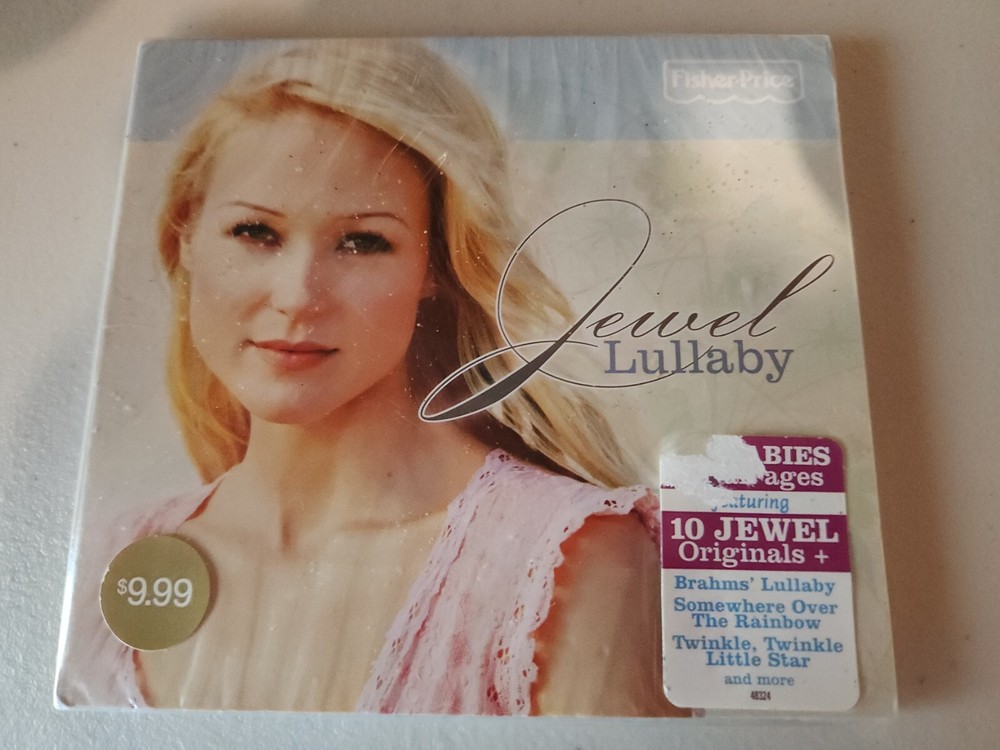 Fisher-Price
Jewel
Lullaby
$9.99
BIES
ages
10 JEWEL
Originals +
Brahms' Lullaby
Somewhere Over
The Rainbow
Twinkle, Twinkle
Little Star
and more
48324